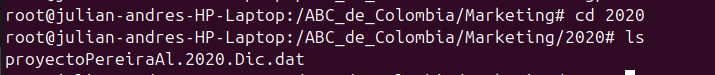 root@julian-andres-HP-Laptop:/ABC_de_Colombia/Marketing# cd 2020
root@julian-andres-HP-Laptop:/ABC_de_Colombia/Marketing/2020# ls
proyectoPereiraAl.2020.Dic.dat